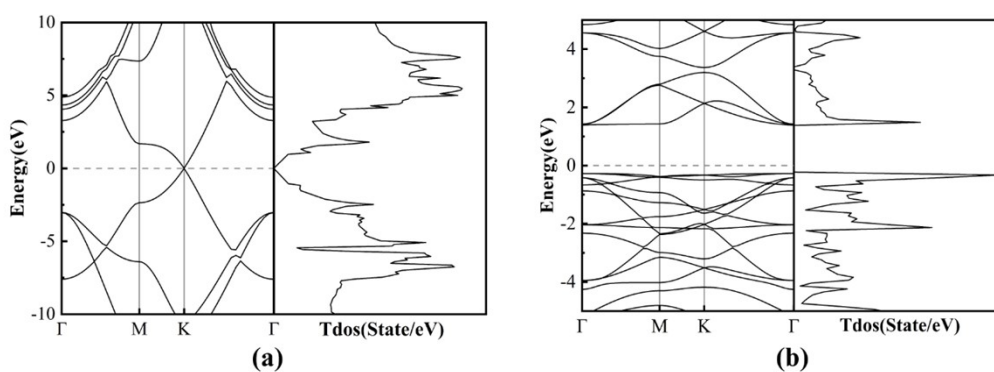 10
5
0
-5
-10
Energy(eV)
Γ M K Γ
Tdos(State/eV)
(a)
4
2
0
-2
-4
Energy(eV)
Γ M K Γ
Tdos(State/eV)
(b)